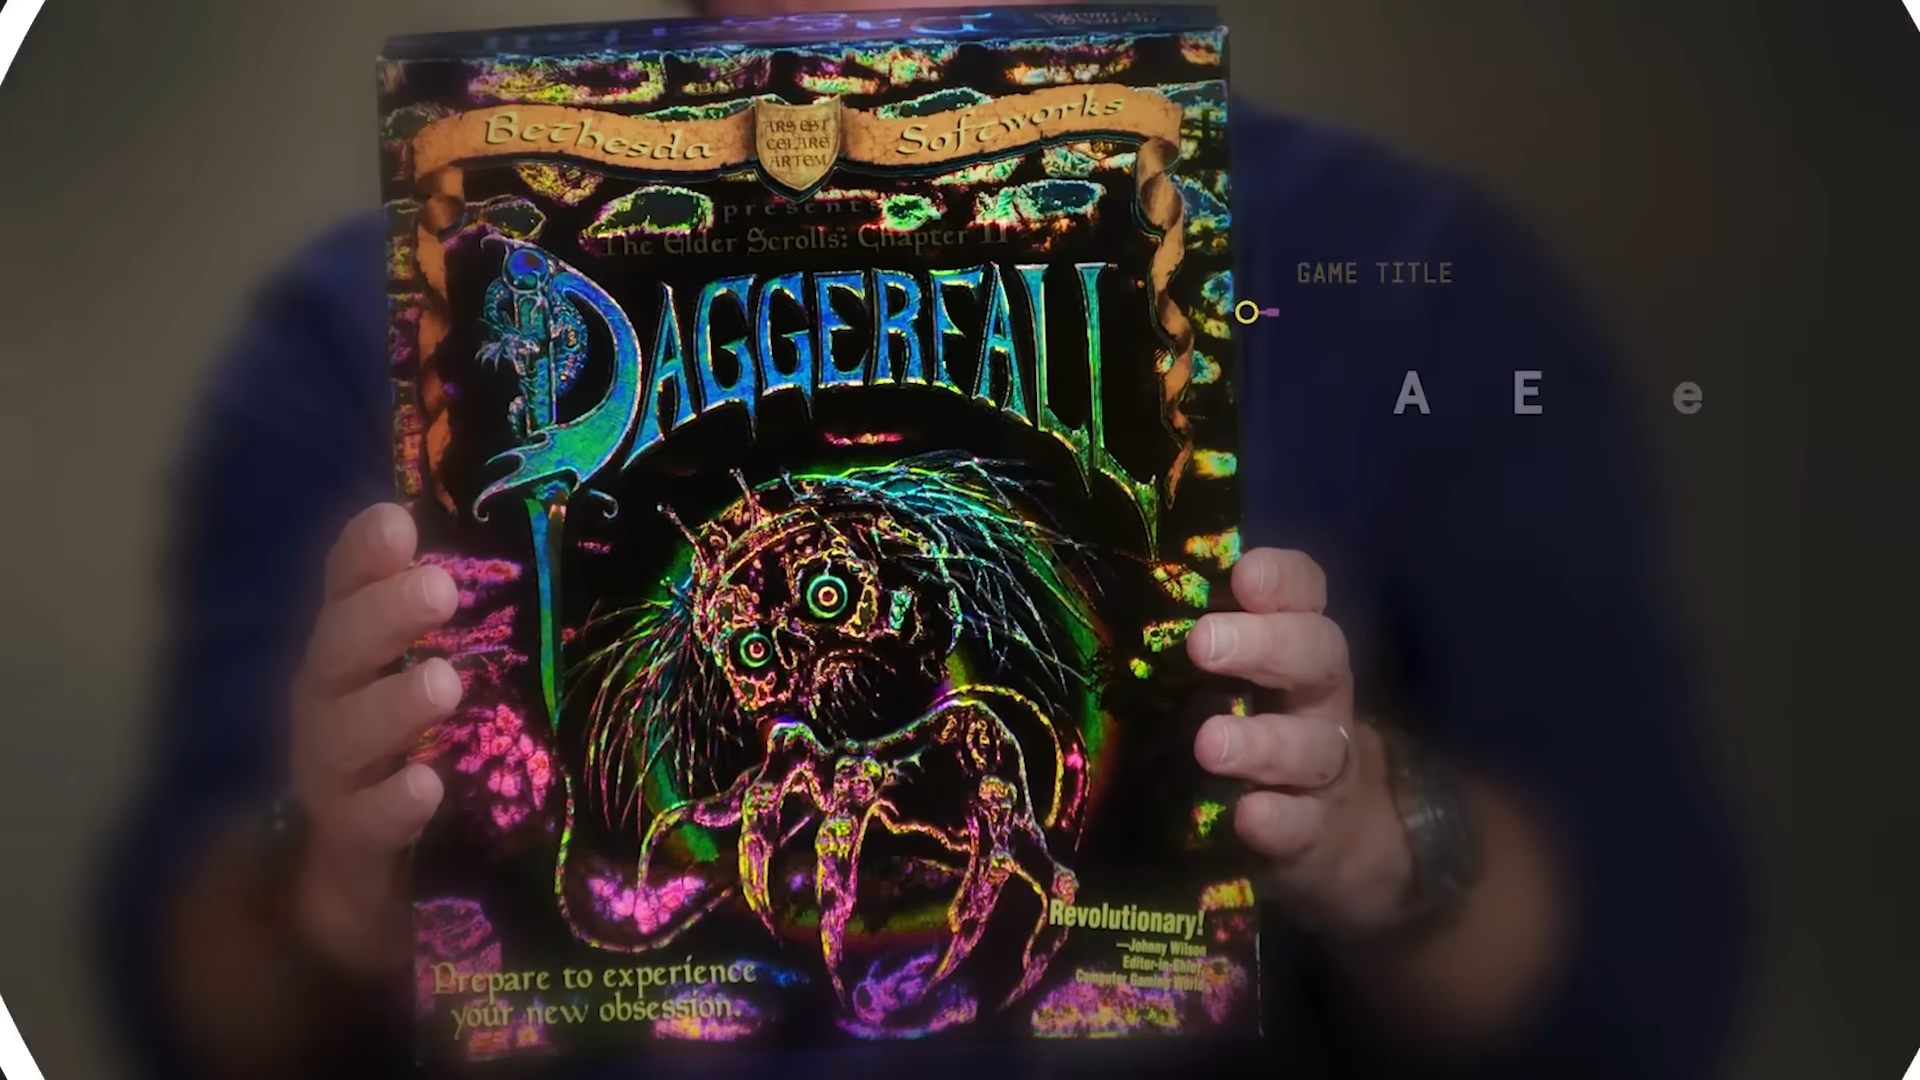 Bethesda Softworks
ARS EST
CELARE
ARTEM
presents
The Elder Scrolls: Chapter II
DAGGERFALL
GAME TITLE
A E e
Revolutionary!
—Johnny Wilson
Editor-in-Chief,
Computer Gaming World
Prepare to experience
your new obsession.